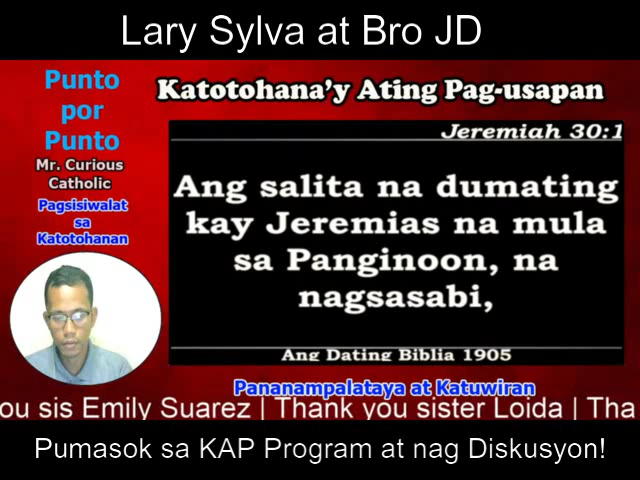 Lary Sylva at Bro JD
Punto
por
Punto
Mr. Curious
Catholic
Pagsisiwalat
sa
Katotohanan
Katotohana'y Ating Pag-usapan
Jeremiah 30:1
Ang salita na dumating
kay Jeremias na mula
sa Panginoon, na
nagsasabi,
Ang Dating Biblia 1905
Pananampalataya at Katuwiran
ou sis Emily Suarez | Thank you sister Loida | Tha
Pumasok sa KAP Program at nag Diskusyon!